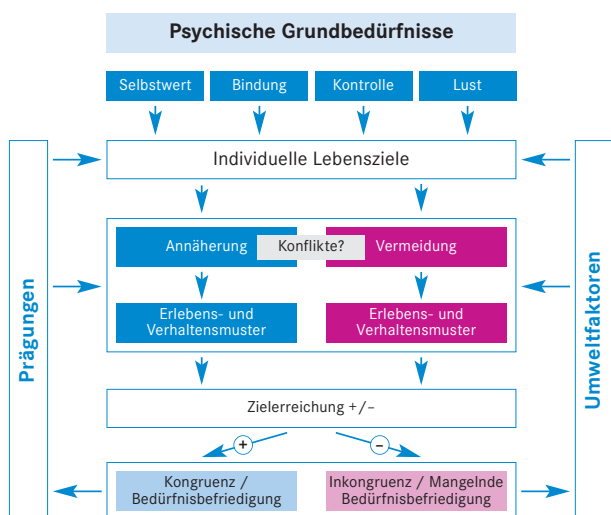 Psychische Grundbedürfnisse
Selbstwert
Bindung
Kontrolle
Lust
Individuelle Lebensziele
Annäherung
Konflikte?
Vermeidung
Erlebens- und
Verhaltensmuster
Erlebens- und
Verhaltensmuster
Zielerreichung +/–
+
–
Kongruenz /
Bedürfnisbefriedigung
Inkongruenz / Mangelnde
Bedürfnisbefriedigung
Prägungen
Umweltfaktoren